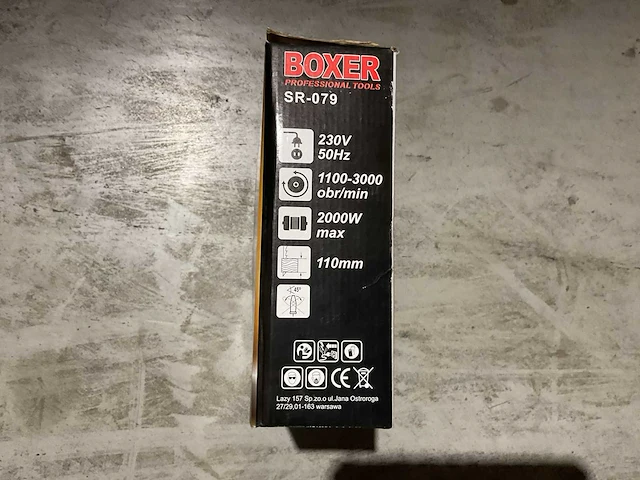 BOXER
PROFESSIONAL TOOLS
SR-079
230V
50Hz
1100-3000
obr/min
2000W
max
110mm
45°
CE
Lazy 157 Sp.zo.o ul.Jana Ostroroga
27/29,01-163 warsawa